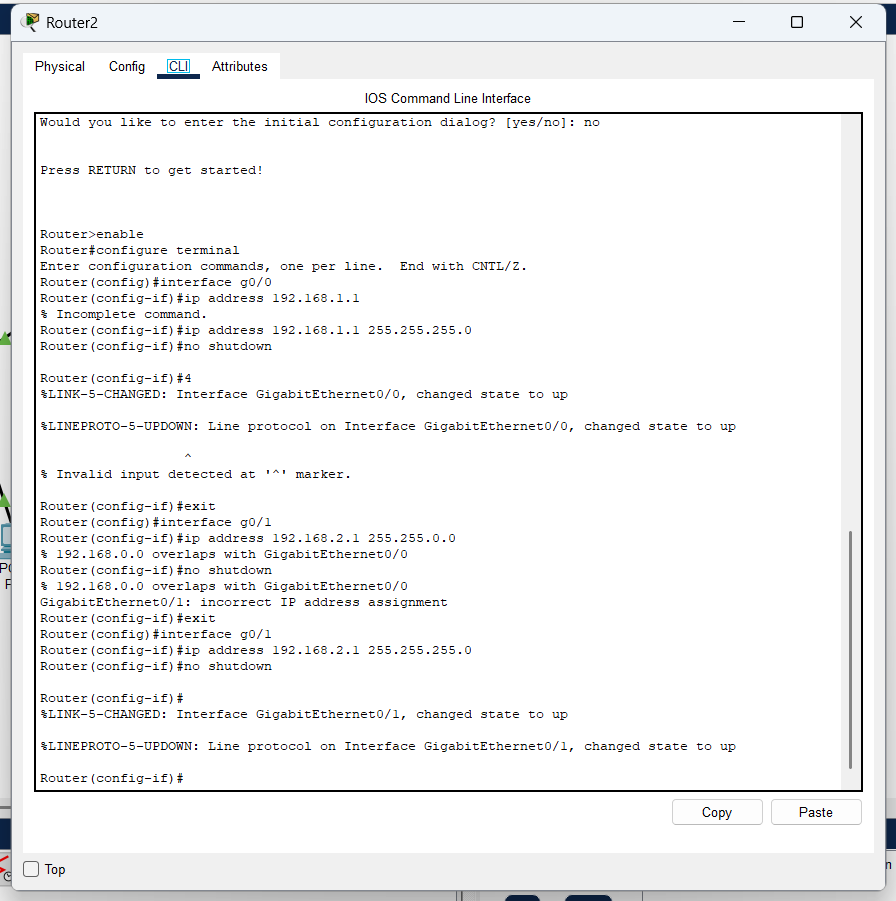 Router2
Physical Config CLI Attributes
IOS Command Line Interface
Would you like to enter the initial configuration dialog? [yes/no]: no
Press RETURN to get started!
Router>enable
Router#configure terminal
Enter configuration commands, one per line.  End with CNTL/Z.
Router(config)#interface g0/0
Router(config-if)#ip address 192.168.1.1
% Incomplete command.
Router(config-if)#ip address 192.168.1.1 255.255.255.0
Router(config-if)#no shutdown
Router(config-if)#4
%LINK-5-CHANGED: Interface GigabitEthernet0/0, changed state to up
%LINEPROTO-5-UPDOWN: Line protocol on Interface GigabitEthernet0/0, changed state to up
^
% Invalid input detected at '^' marker.
Router(config-if)#exit
Router(config)#interface g0/1
Router(config-if)#ip address 192.168.2.1 255.255.0.0
% 192.168.0.0 overlaps with GigabitEthernet0/0
Router(config-if)#no shutdown
% 192.168.0.0 overlaps with GigabitEthernet0/0
GigabitEthernet0/1: incorrect IP address assignment
Router(config-if)#exit
Router(config)#interface g0/1
Router(config-if)#ip address 192.168.2.1 255.255.255.0
Router(config-if)#no shutdown
Router(config-if)#
%LINK-5-CHANGED: Interface GigabitEthernet0/1, changed state to up
%LINEPROTO-5-UPDOWN: Line protocol on Interface GigabitEthernet0/1, changed state to up
Router(config-if)#
Copy Paste
Top